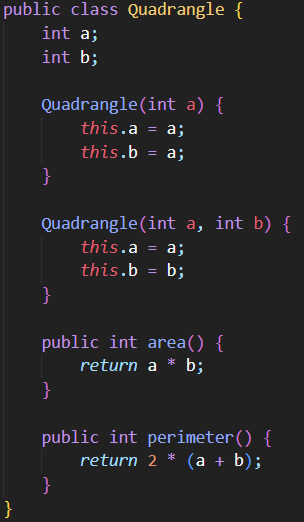 public class Quadrangle {
    int a;
    int b;

    Quadrangle(int a) {
        this.a = a;
        this.b = a;
    }

    Quadrangle(int a, int b) {
        this.a = a;
        this.b = b;
    }

    public int area() {
        return a * b;
    }

    public int perimeter() {
        return 2 * (a + b);
    }
}